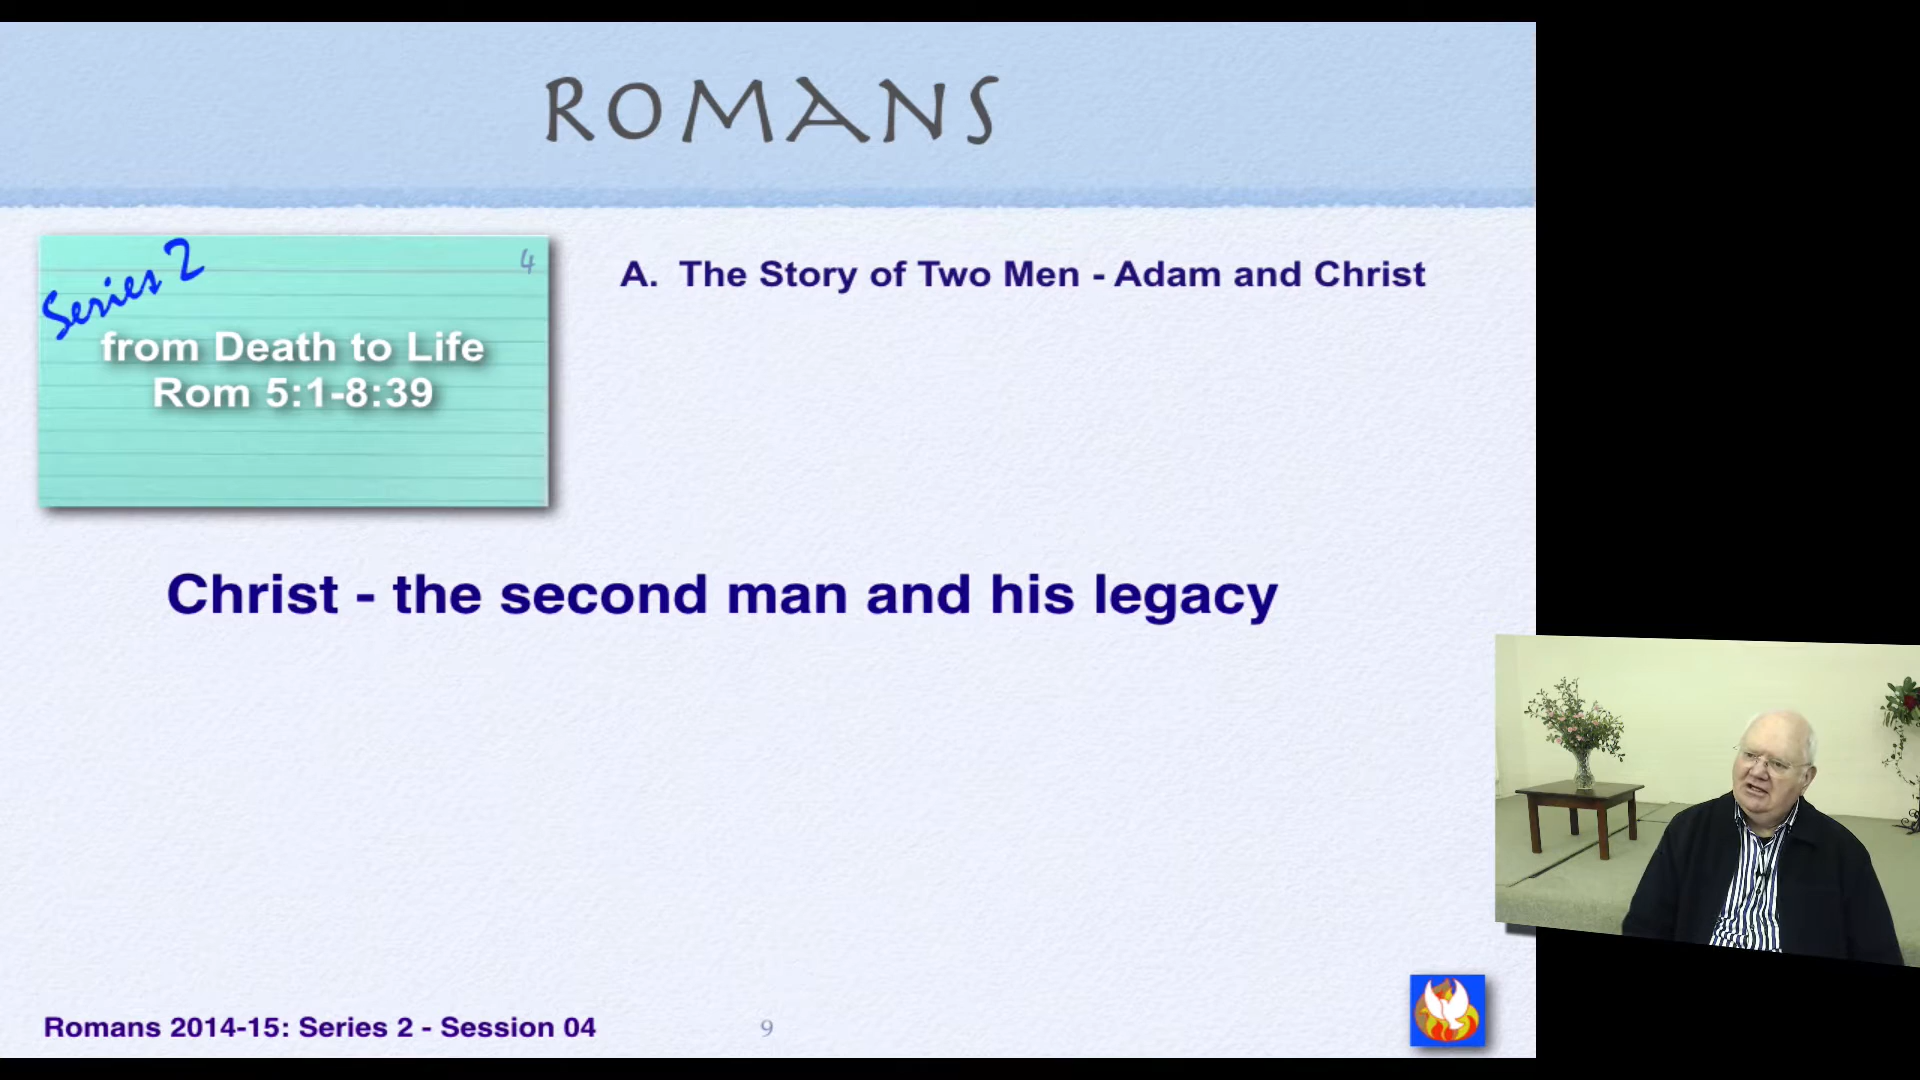 ROMANS
Series 2
4
from Death to Life
Rom 5:1-8:39
A. The Story of Two Men - Adam and Christ
Christ - the second man and his legacy
Romans 2014-15: Series 2 - Session 04
9